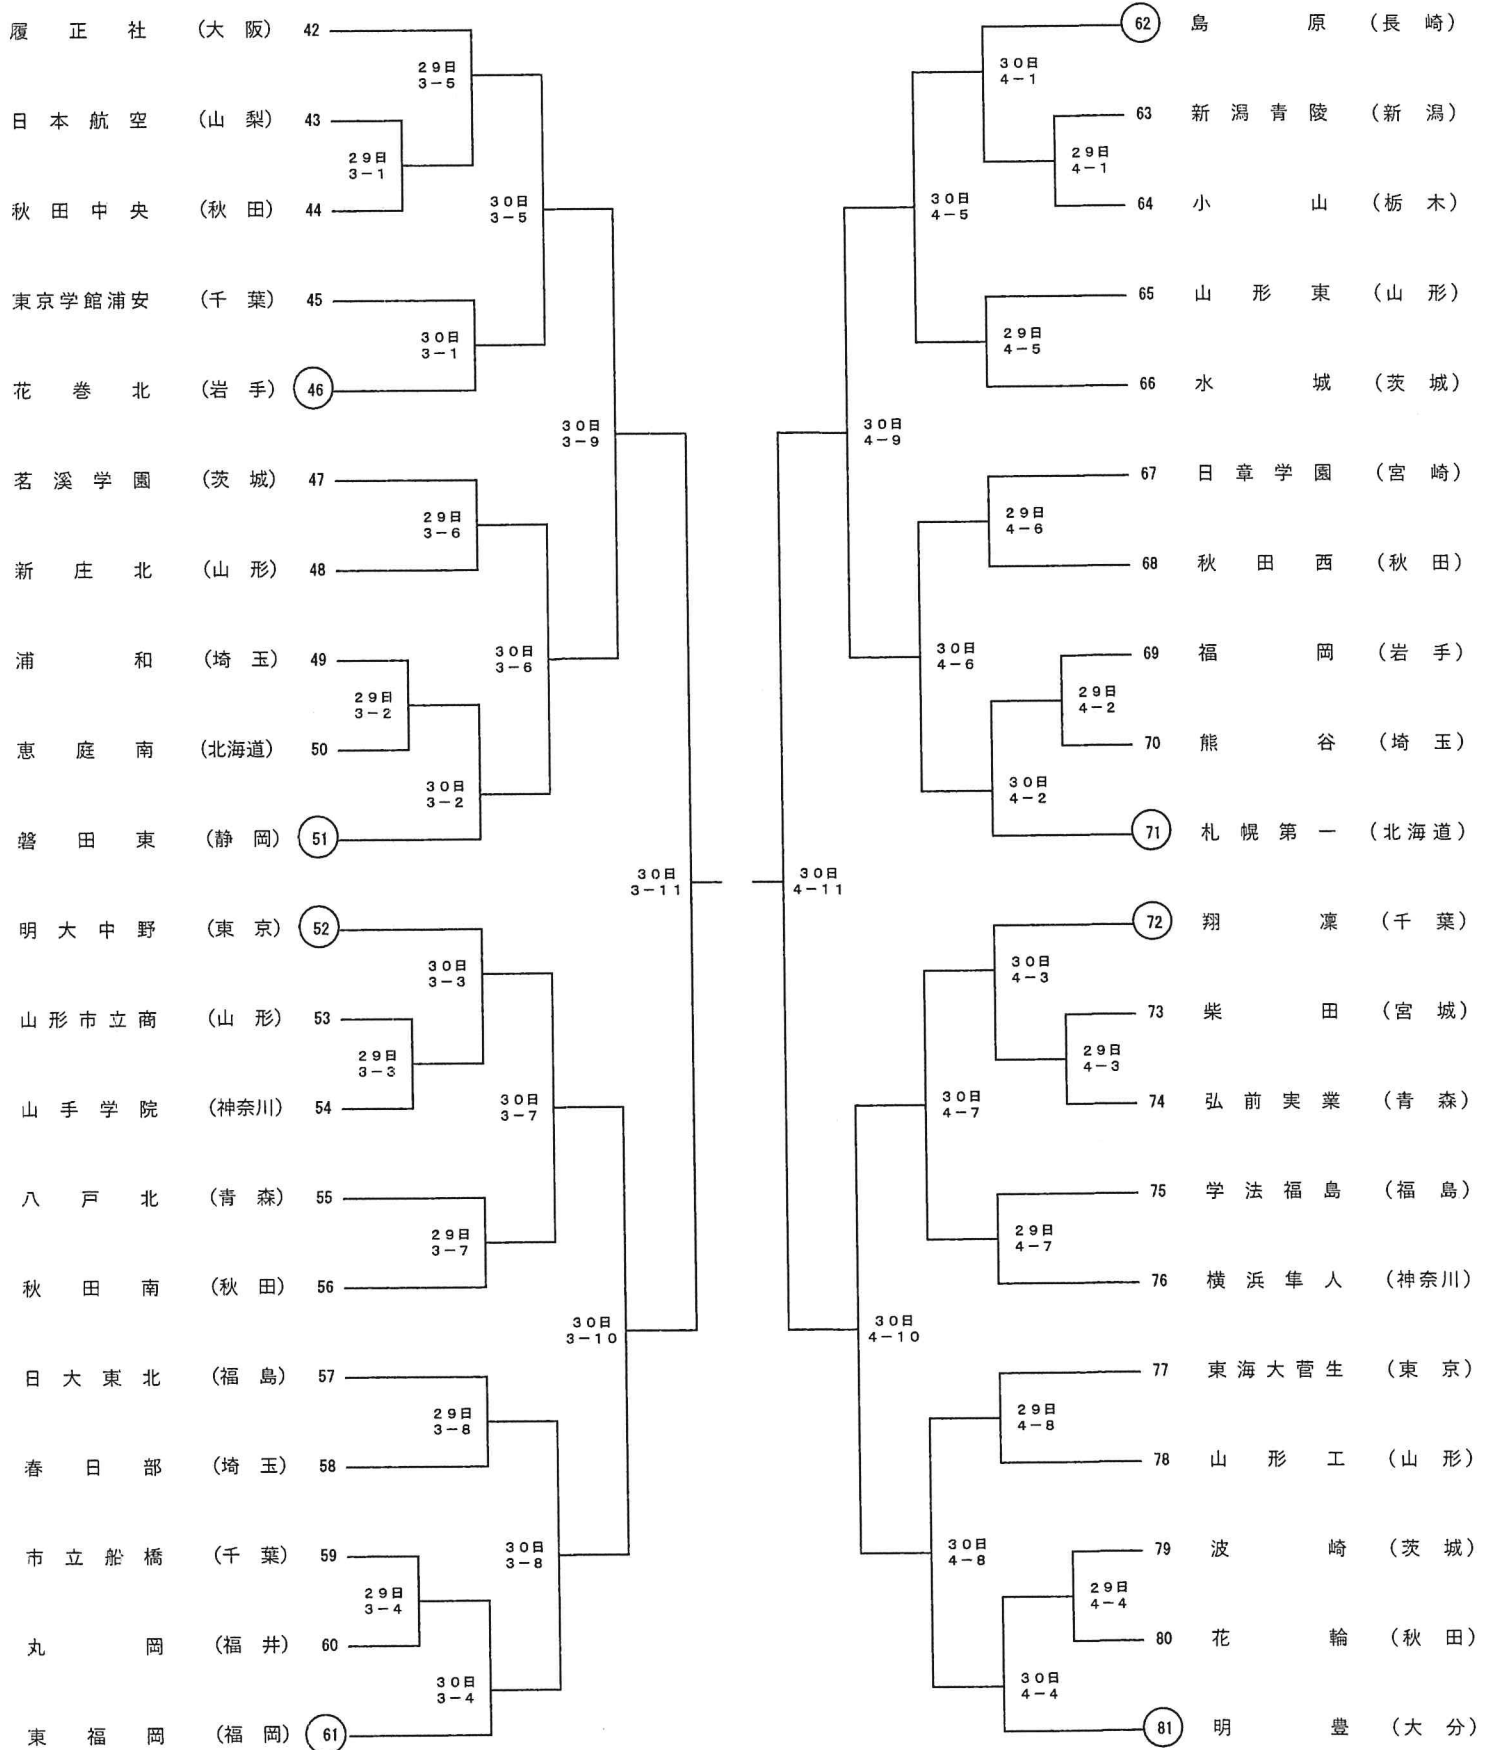 履正社 (大阪) 42
29日
3-5
日本航空 (山梨) 43
29日
3-1
秋田中央 (秋田) 44
30日
3-5
東京学館浦安 (千葉) 45
30日
3-1
花巻北 (岩手) 46
30日
3-9
茗溪学園 (茨城) 47
29日
3-6
新庄北 (山形) 48
浦和 (埼玉) 49
30日
3-6
29日
3-2
恵庭南 (北海道) 50
30日
3-2
磐田東 (静岡) 51
30日
3-11
明大中野 (東京) 52
30日
3-3
山形市立商 (山形) 53
29日
3-3
山手学院 (神奈川) 54
30日
3-7
八戸北 (青森) 55
29日
3-7
秋田南 (秋田) 56
30日
3-10
日大東北 (福島) 57
29日
3-8
春日部 (埼玉) 58
市立船橋 (千葉) 59
30日
3-8
29日
3-4
丸岡 (福井) 60
30日
3-4
東福岡 (福岡) 61
62 島原 (長崎)
30日
4-1
63 新潟青陵 (新潟)
29日
4-1
64 小山 (栃木)
30日
4-5
65 山形東 (山形)
29日
4-5
66 水城 (茨城)
30日
4-9
67 日章学園 (宮崎)
29日
4-6
68 秋田西 (秋田)
69 福岡 (岩手)
30日
4-6
29日
4-2
70 熊谷 (埼玉)
30日
4-2
71 札幌第一 (北海道)
30日
4-11
72 翔凜 (千葉)
30日
4-3
73 柴田 (宮城)
29日
4-3
74 弘前実業 (青森)
30日
4-7
75 学法福島 (福島)
29日
4-7
76 横浜隼人 (神奈川)
30日
4-10
77 東海大菅生 (東京)
29日
4-8
78 山形工 (山形)
79 波崎 (茨城)
30日
4-8
29日
4-4
80 花輪 (秋田)
30日
4-4
81 明豊 (大分)